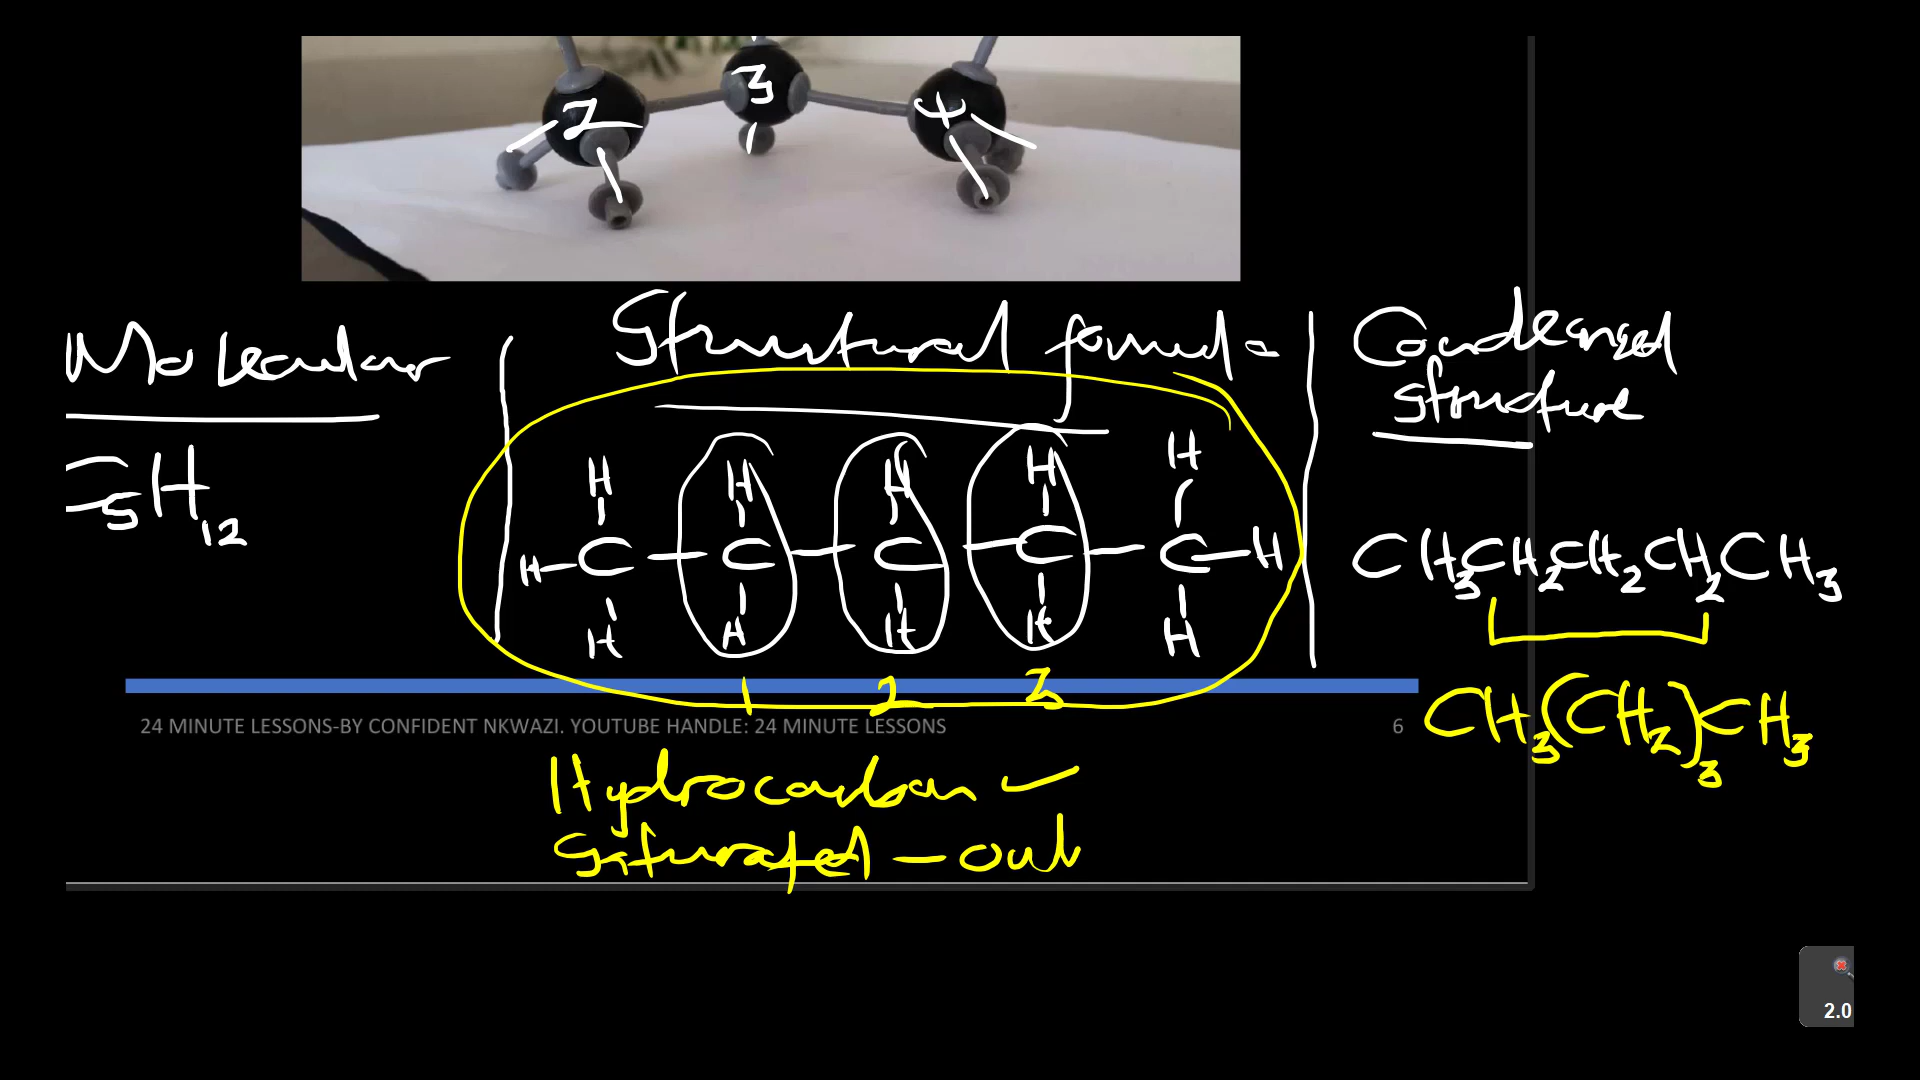 2 3 4
Molecular
Structural formula
Condensed
structure
C5H12
H H H H H
H-C-C-C-C-C-H
H H H H H
CH3CH2CH2CH2CH3
1 2 3
CH3(CH2)3CH3
24 MINUTE LESSONS-BY CONFIDENT NKWAZI. YOUTUBE HANDLE: 24 MINUTE LESSONS 6
Hydrocarbon
Saturated -
2.0